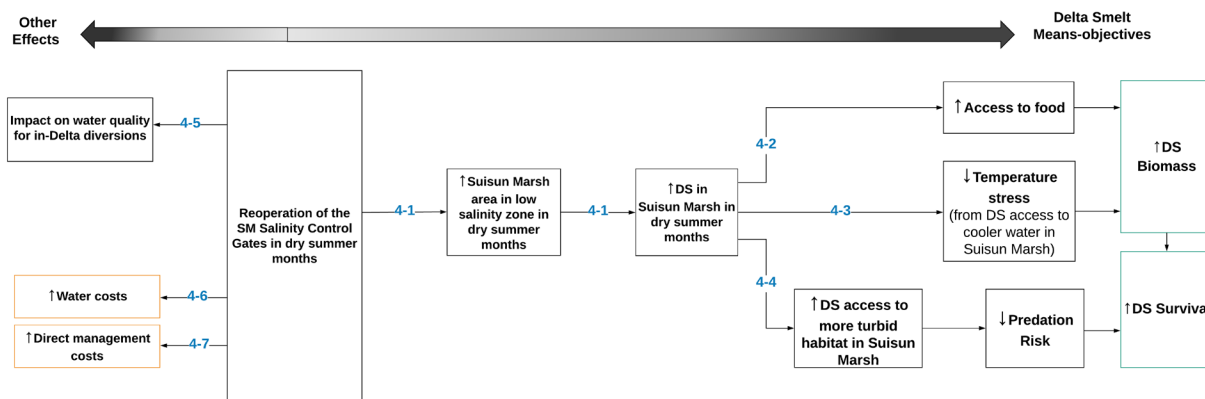 Other
Effects
Delta Smelt
Means-objectives
Impact on water quality
for in-Delta diversions
4-5
↑Water costs
4-6
↑Direct management
costs
4-7
Reoperation of the
SM Salinity Control
Gates in dry summer
months
4-1
↑Suisun Marsh
area in low
salinity zone in
dry summer
months
4-1
↑DS in
Suisun Marsh in
dry summer
months
4-2
↑Access to food
4-3
↓Temperature
stress
(from DS access to
cooler water in
Suisun Marsh)
4-4
↑DS access to
more turbid
habitat in Suisun
Marsh
↓Predation
Risk
↑DS
Biomass
↑DS Survival